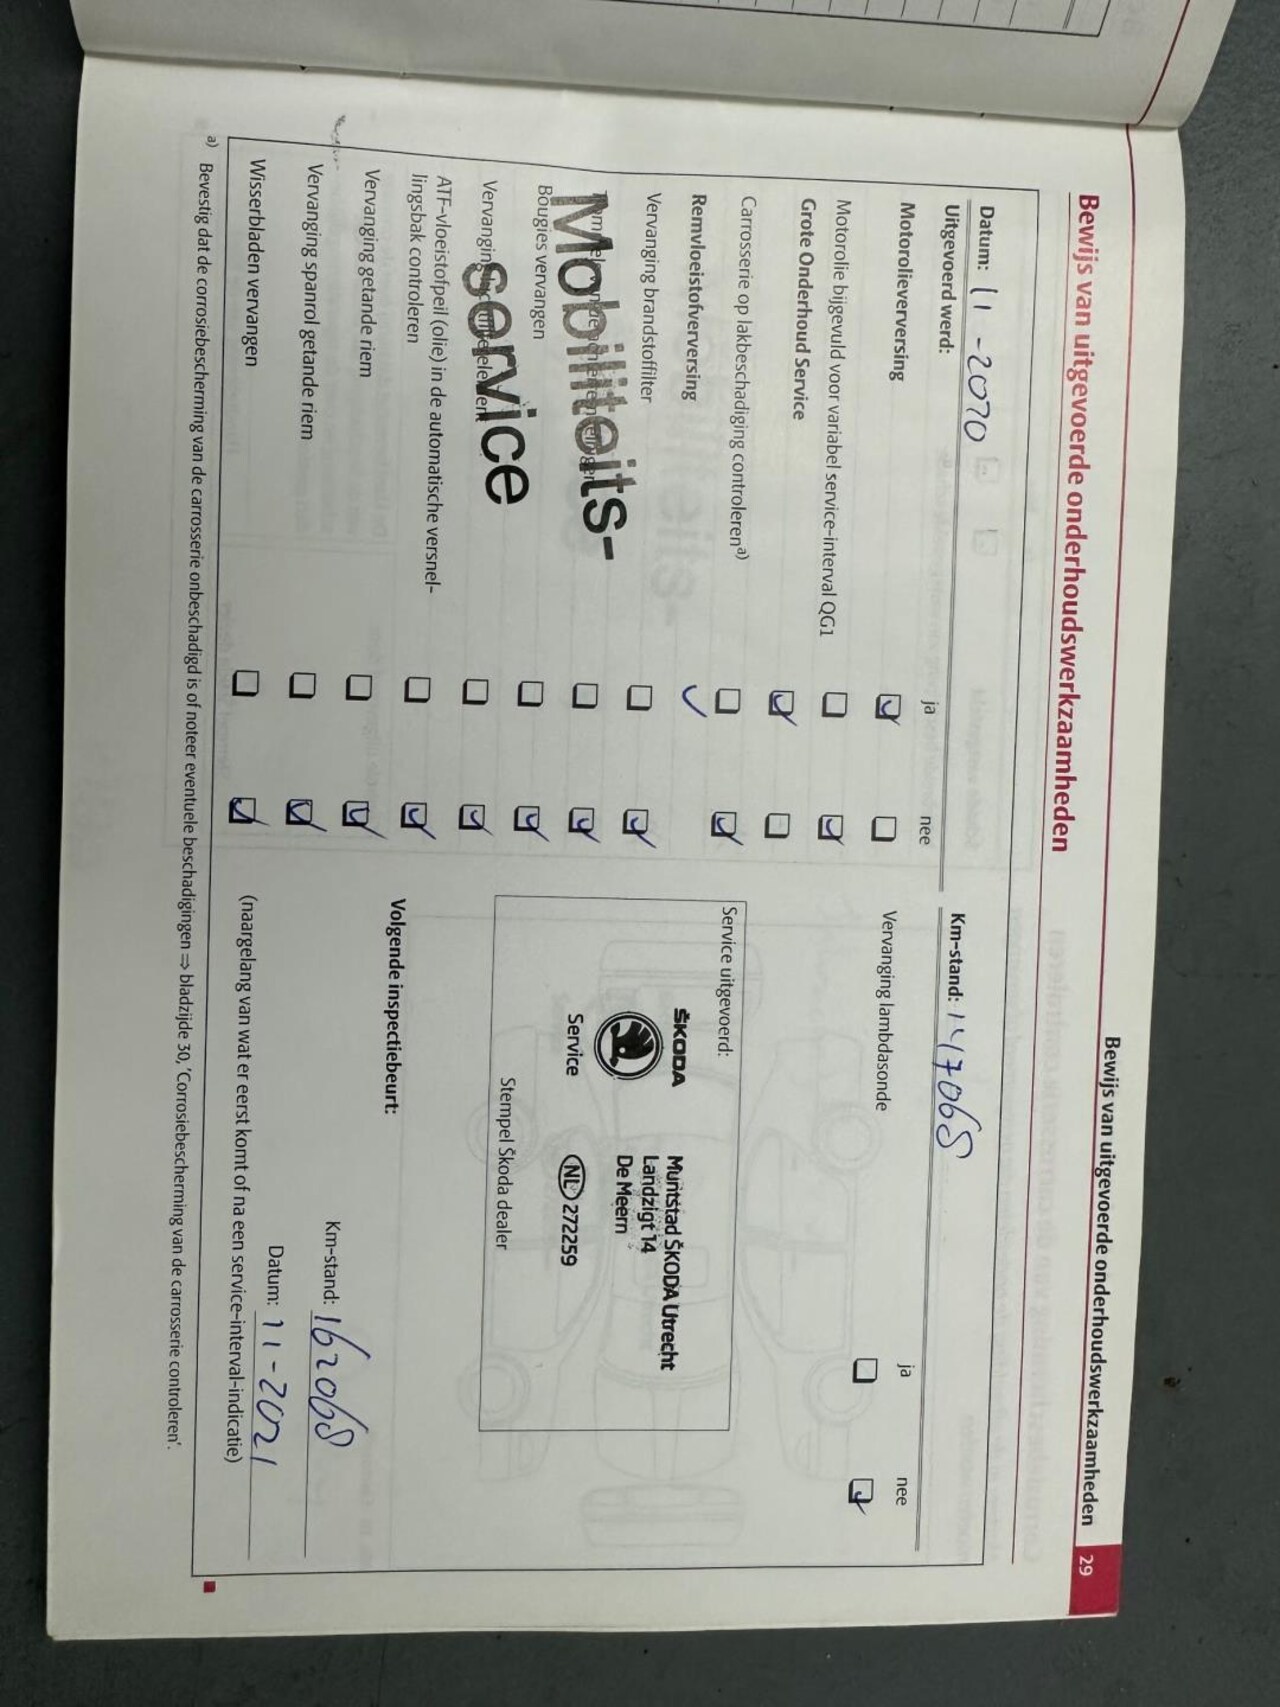 Bewijs van uitgevoerde onderhoudswerkzaamheden 29
Bewijs van uitgevoerde onderhoudswerkzaamheden
Datum: 11-2020
Km-stand: 147068
Uitgevoerd werd:
ja nee
Motorolieverversing
Motorolie bijgevuld voor variabel service-interval QG1
Grote Onderhoud Service
Carrosserie op lakbeschadiging controleren a)
Remvloeistofverversing
Vervanging brandstoffilter
Mobiliteits-
service
Bougies vervangen
Vervanging
ATF-vloeistofpeil (olie) in de automatische versnel-
lingsbak controleren
Vervanging getande riem
Vervanging spanrol getande riem
Wisserbladen vervangen
ja nee
Vervanging lambdasonde
Service uitgevoerd:
ŠKODA
Service
Muntstad ŠKODA Utrecht
Landzigt 14
De Meern
NL 272259
Stempel Škoda dealer
Volgende inspectiebeurt:
Km-stand: 162068
Datum: 11-2021
(naargelang van wat er eerst komt of na een service-interval-indicatie)
a) Bevestig dat de corrosiebescherming van de carrosserie onbeschadigd is of noteer eventuele beschadigingen ⇒ bladzijde 30, 'Corrosiebescherming van de carrosserie controleren'.